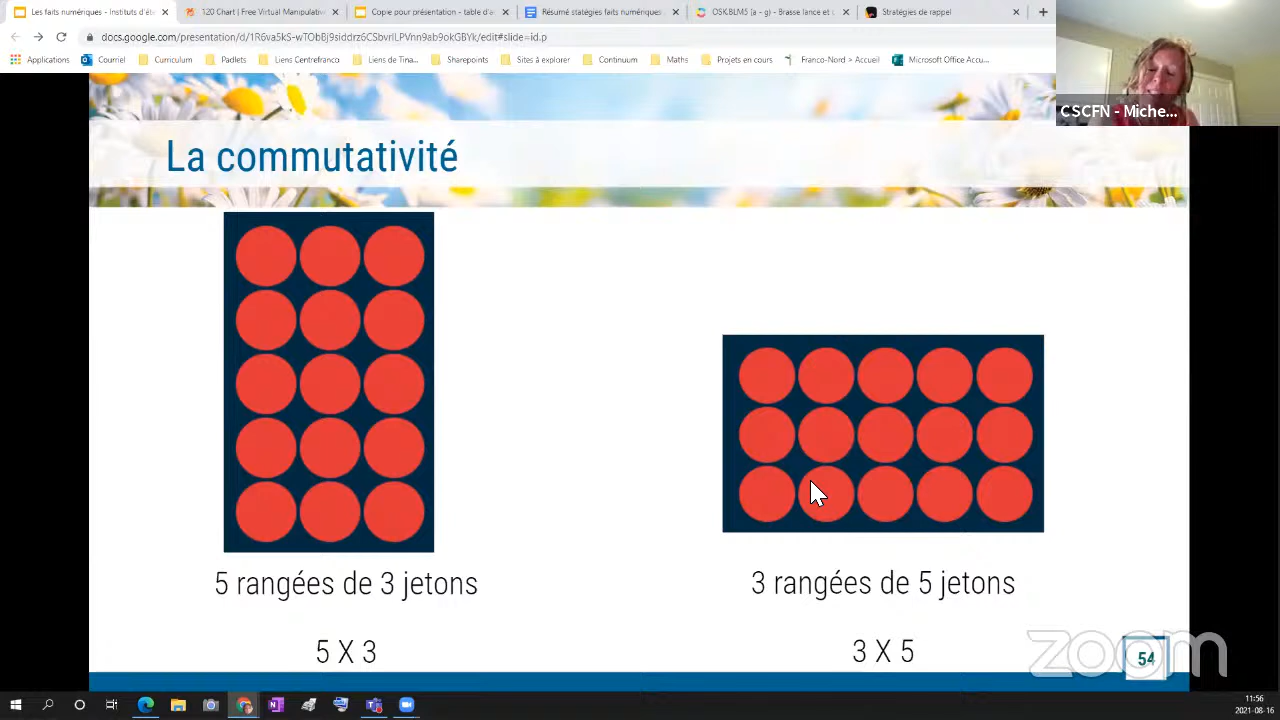 Les faits numériques - Instituts d'été
120 Chart | Free Virtual Manipulativ
Copie pour présentation - table d'a
Résumé statégies faits numériques
SK.BLM5 (a - g) - Brasse lance et L
Stratégies de rappel
docs.google.com/presentation/d/1R6va5kS-wTObBj9siddrz6CSbvrlLPVnn9ab9okGBYk/edit#slide=id.p
Applications
Courriel
Curriculum
Padlets
Liens Centrefranco
Liens de Tina...
Sharepoints
Sites à explorer
Continuum
Maths
Projets en cours
Franco-Nord > Accueil
Microsoft Office Accu...
CSCFN - Miche...
La commutativité
5 rangées de 3 jetons
3 rangées de 5 jetons
5 X 3
3 X 5
zoom
54
11:56
2021-08-16